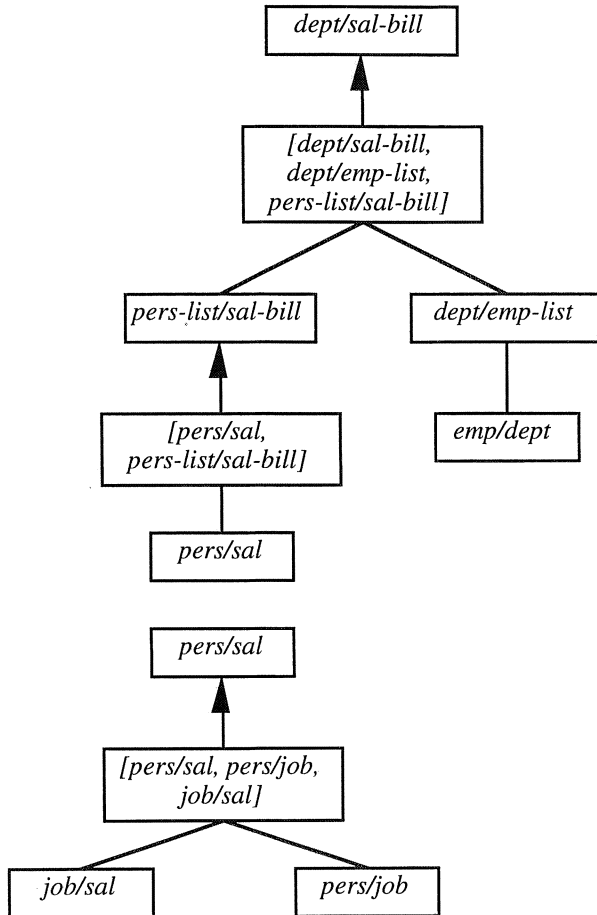 dept/sal-bill
[dept/sal-bill,
dept/emp-list,
pers-list/sal-bill]
pers-list/sal-bill
dept/emp-list
[pers/sal,
pers-list/sal-bill]
emp/dept
pers/sal
pers/sal
[pers/sal, pers/job,
job/sal]
job/sal
pers/job